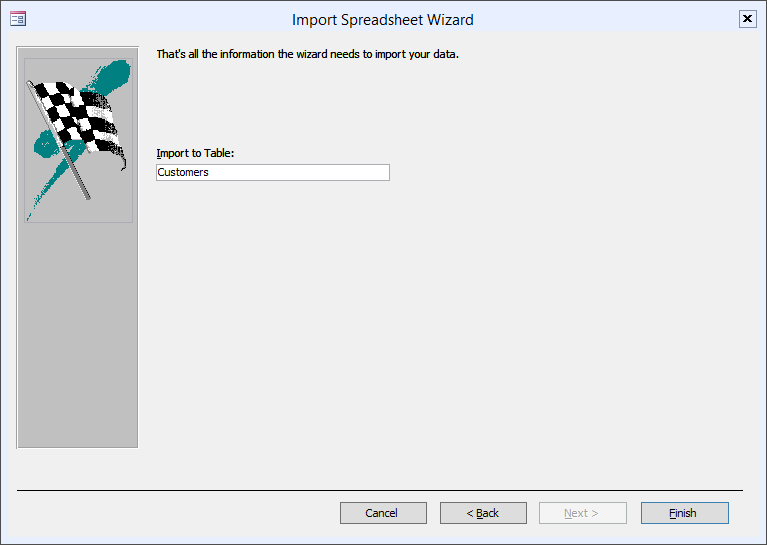 Import Spreadsheet Wizard
That's all the information the wizard needs to import your data.
Import to Table:
Customers
Cancel
< Back
Next >
Finish